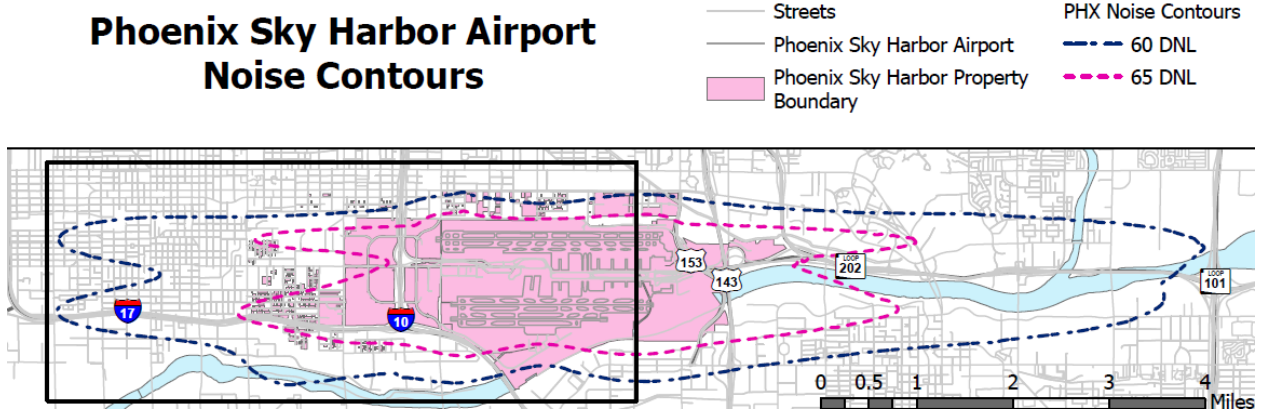 Phoenix Sky Harbor Airport
Noise Contours
Streets
Phoenix Sky Harbor Airport
Phoenix Sky Harbor Property
Boundary
PHX Noise Contours
60 DNL
65 DNL
153
143
LOOP
202
LOOP
101
17
10
0 0.5 1 2 3 4
Miles